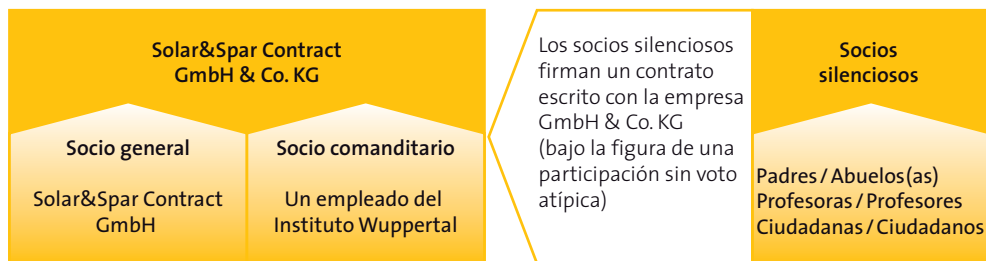 Solar&Spar Contract
GmbH & Co. KG
Socio general
Solar&Spar Contract
GmbH
Socio comanditario
Un empleado del
Instituto Wuppertal
Los socios silenciosos
firman un contrato
escrito con la empresa
GmbH & Co. KG
(bajo la figura de una
participación sin voto
atípica)
Socios
silenciosos
Padres / Abuelos(as)
Profesoras / Profesores
Ciudadanas / Ciudadanos